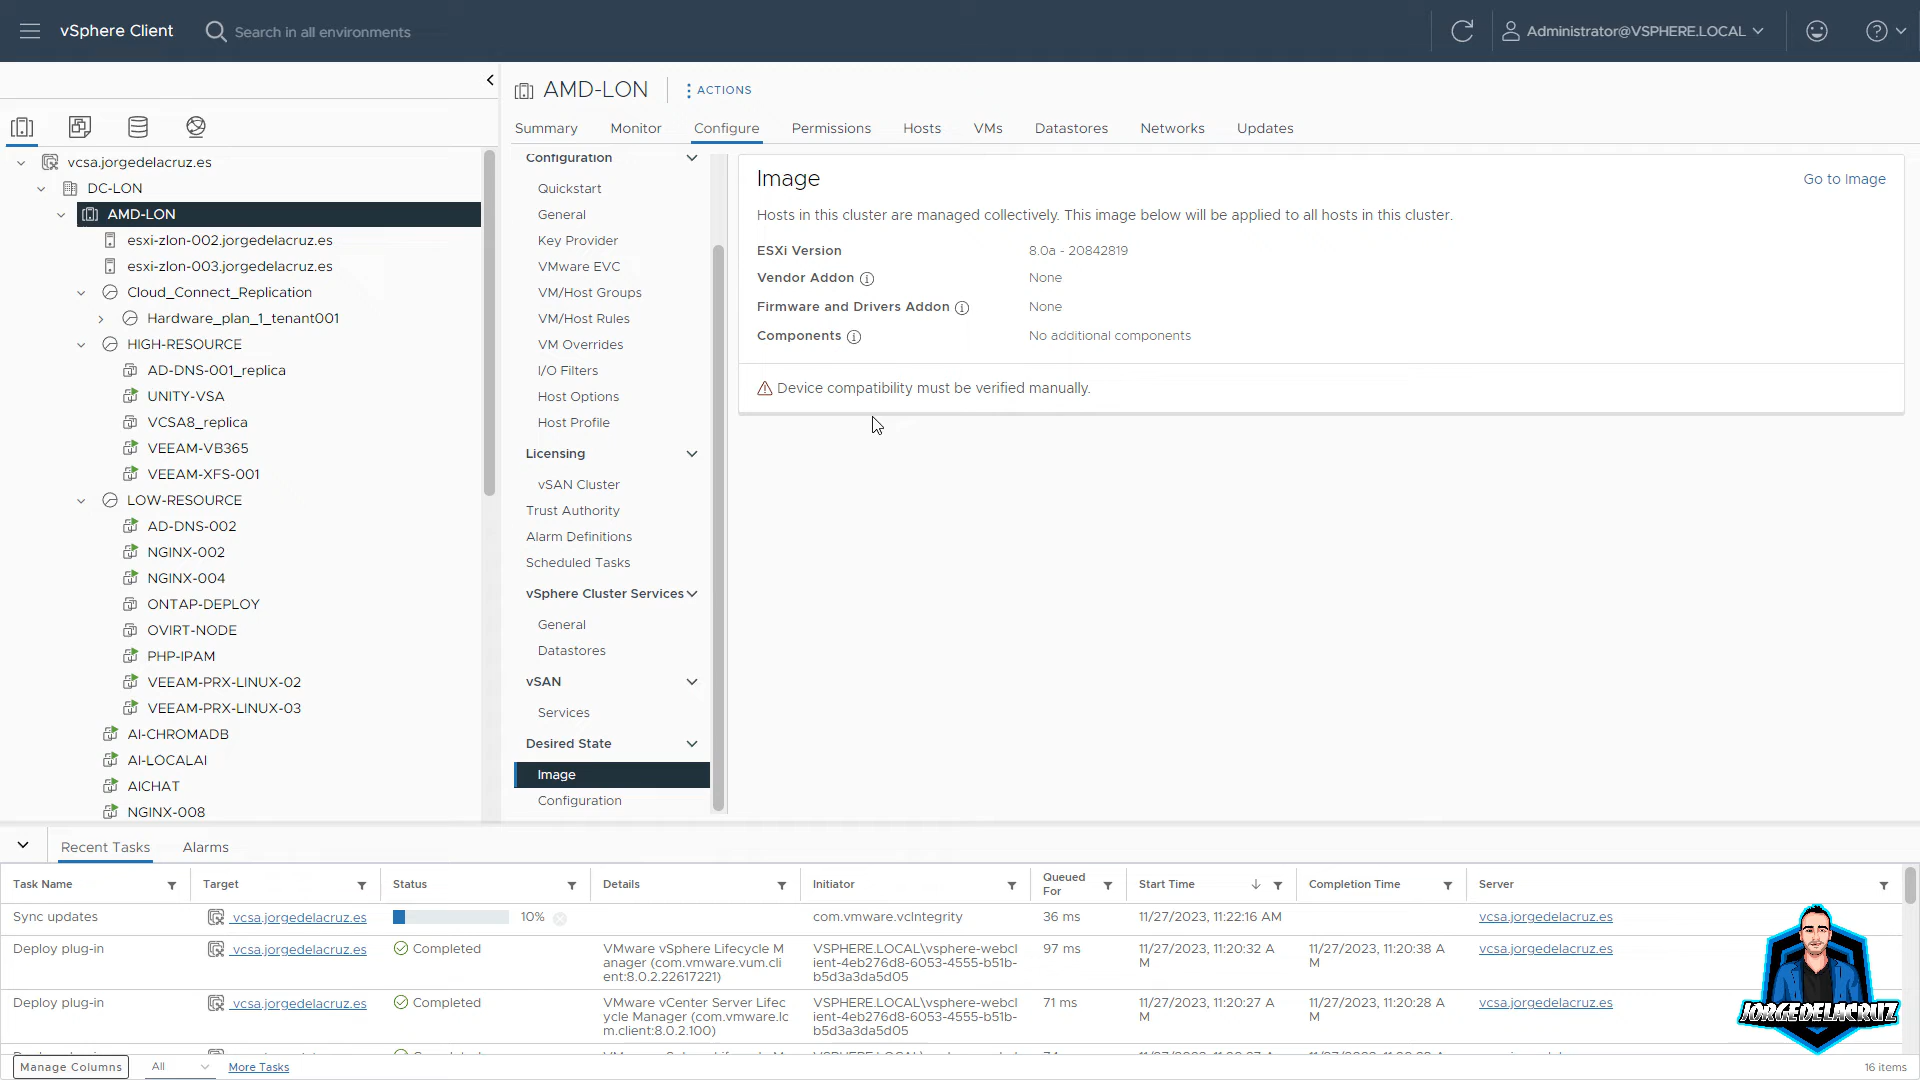 vSphere Client
Search in all environments
Administrator@VSPHERE.LOCAL
AMD-LON
ACTIONS
Summary
Monitor
Configure
Permissions
Hosts
VMs
Datastores
Networks
Updates
vcsa.jorgedelacruz.es
DC-LON
AMD-LON
esxi-zlon-002.jorgedelacruz.es
esxi-zlon-003.jorgedelacruz.es
Cloud_Connect_Replication
Hardware_plan_1_tenant001
HIGH-RESOURCE
AD-DNS-001_replica
UNITY-VSA
VCSA8_replica
VEEAM-VB365
VEEAM-XFS-001
LOW-RESOURCE
AD-DNS-002
NGINX-002
NGINX-004
ONTAP-DEPLOY
OVIRT-NODE
PHP-IPAM
VEEAM-PRX-LINUX-02
VEEAM-PRX-LINUX-03
AI-CHROMADB
AI-LOCALAI
AICHAT
NGINX-008
Configuration
Quickstart
General
Key Provider
VMware EVC
VM/Host Groups
VM/Host Rules
VM Overrides
I/O Filters
Host Options
Host Profile
Licensing
vSAN Cluster
Trust Authority
Alarm Definitions
Scheduled Tasks
vSphere Cluster Services
General
Datastores
vSAN
Services
Desired State
Image
Configuration
Image
Go to Image
Hosts in this cluster are managed collectively. This image below will be applied to all hosts in this cluster.
ESXi Version 8.0a - 20842819
Vendor Addon None
Firmware and Drivers Addon None
Components No additional components
Device compatibility must be verified manually.
Recent Tasks
Alarms
Task Name Target Status Details Initiator Queued For Start Time Completion Time Server
Sync updates vcsa.jorgedelacruz.es 10% com.vmware.vcIntegrity 36 ms 11/27/2023, 11:22:16 AM vcsa.jorgedelacruz.es
Deploy plug-in vcsa.jorgedelacruz.es Completed VMware vSphere Lifecycle M VSPHERE.LOCAL\vsphere-webcl 97 ms 11/27/2023, 11:20:32 A 11/27/2023, 11:20:38 A vcsa.jorgedelacruz.es
anager (com.vmware.vum.cli ient-4eb276d8-6053-4555-b51b- M M
ent:8.0.2.22617221) b5d3a3da5d05
Deploy plug-in vcsa.jorgedelacruz.es Completed VMware vCenter Server Lifec VSPHERE.LOCAL\vsphere-webcl 71 ms 11/27/2023, 11:20:27 A 11/27/2023, 11:20:28 A vcsa.jorgedelacruz.es
ycle Manager (com.vmware.lc ient-4eb276d8-6053-4555-b51b- M M
m.client:8.0.2.100) b5d3a3da5d05
JORGEDELACRUZ
Manage Columns
All
More Tasks
16 items